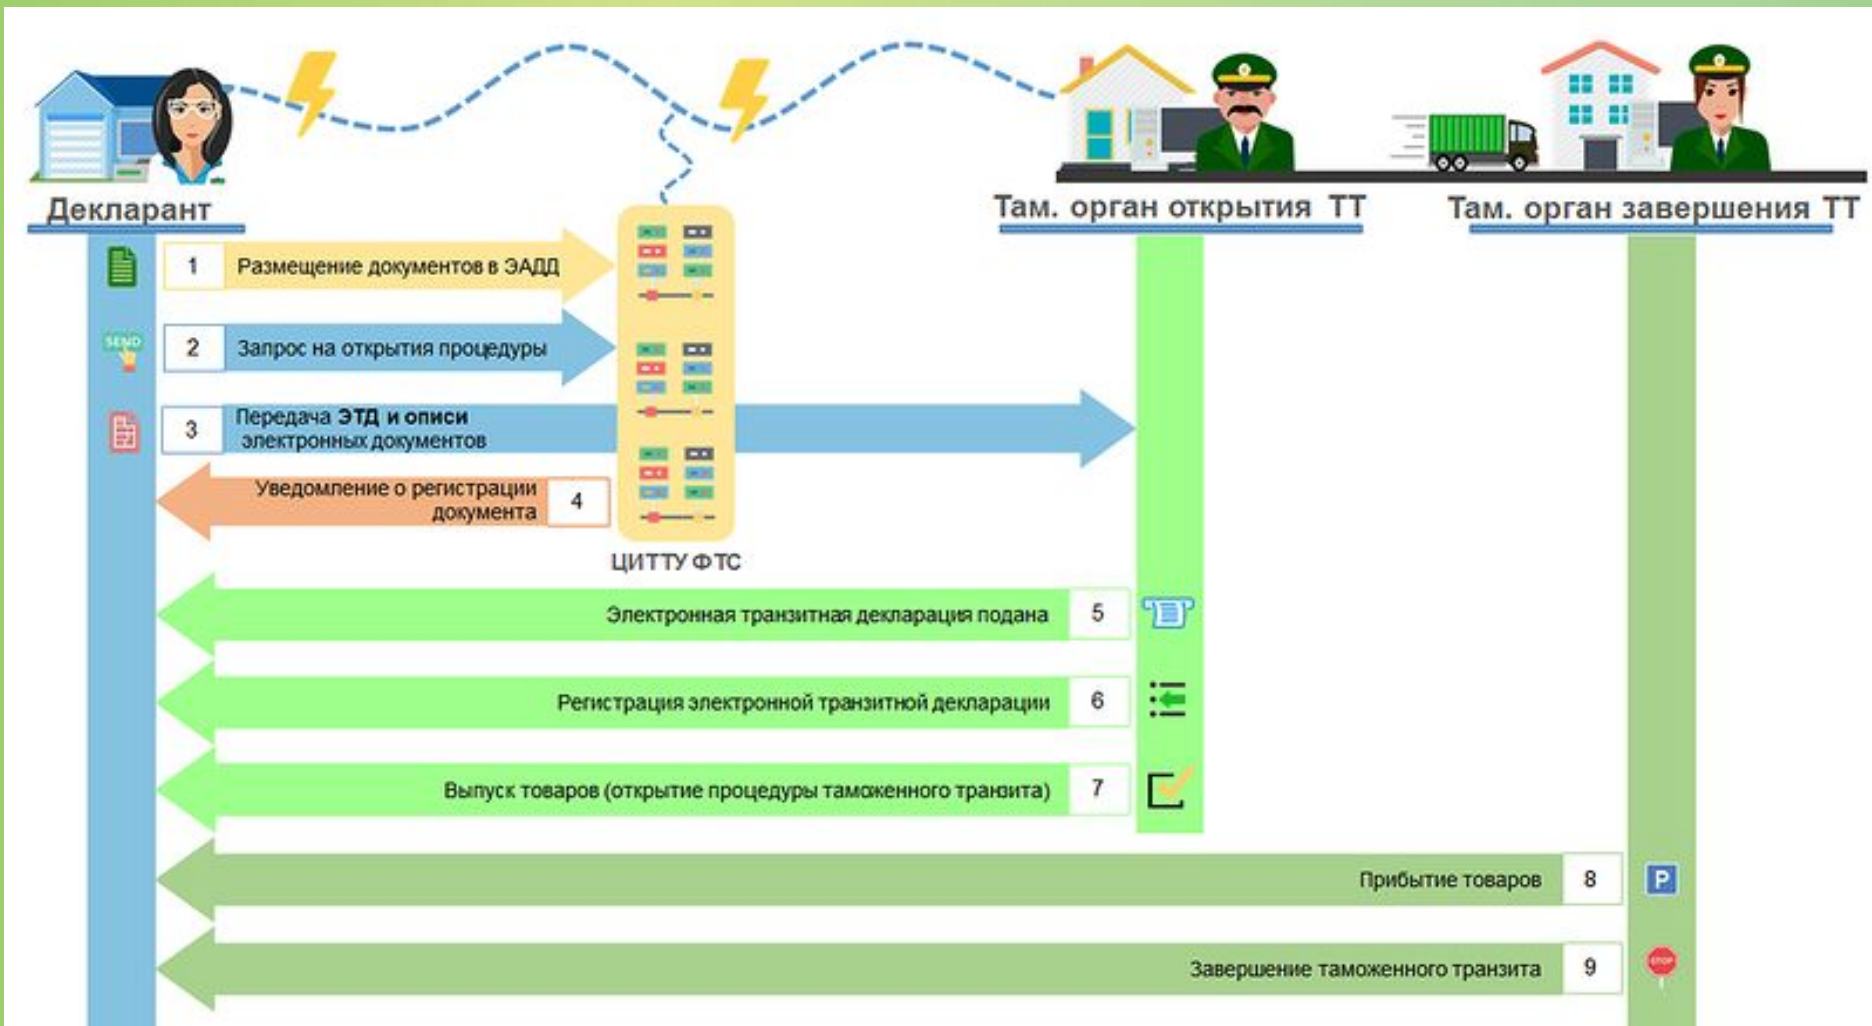 Декларант
Там. орган открытия ТТ
Там. орган завершения ТТ
1 Размещение документов в ЭАДД
SEND
2 Запрос на открытия процедуры
3 Передача ЭТД и описи
электронных документов
Уведомление о регистрации
документа 4
ЦИТТУ ФТС
Электронная транзитная декларация подана 5
Регистрация электронной транзитной декларации 6
Выпуск товаров (открытие процедуры таможенного транзита) 7
Прибытие товаров 8 P
Завершение таможенного транзита 9 STOP